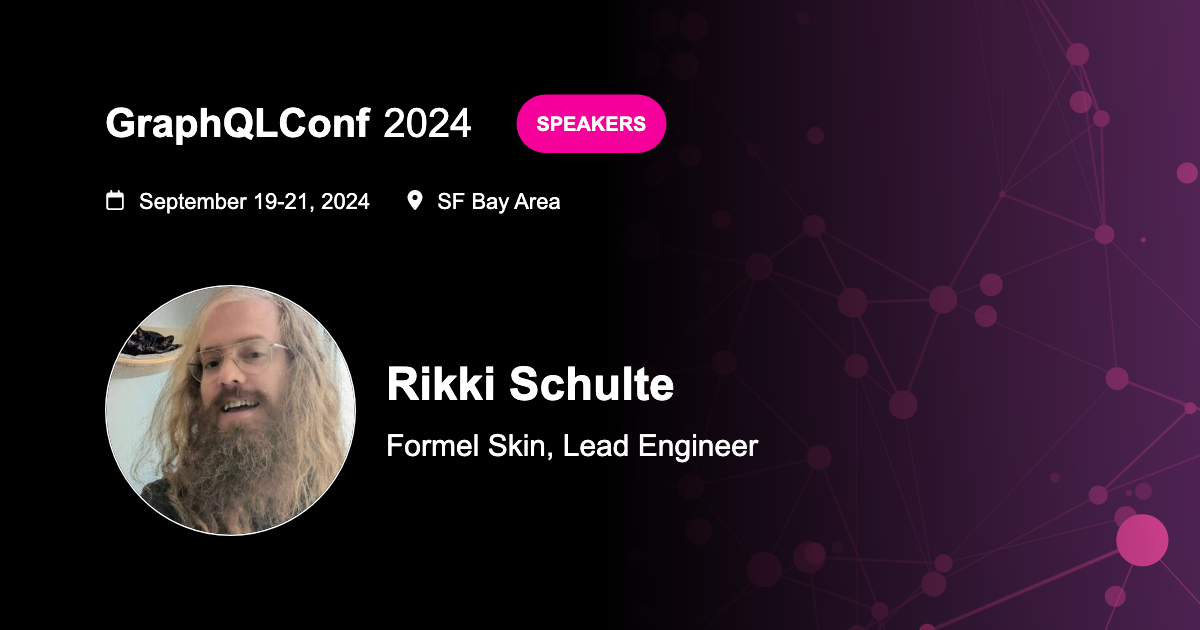 GraphQLConf 2024
SPEAKERS
September 19-21, 2024
SF Bay Area
Rikki Schulte
Formel Skin, Lead Engineer